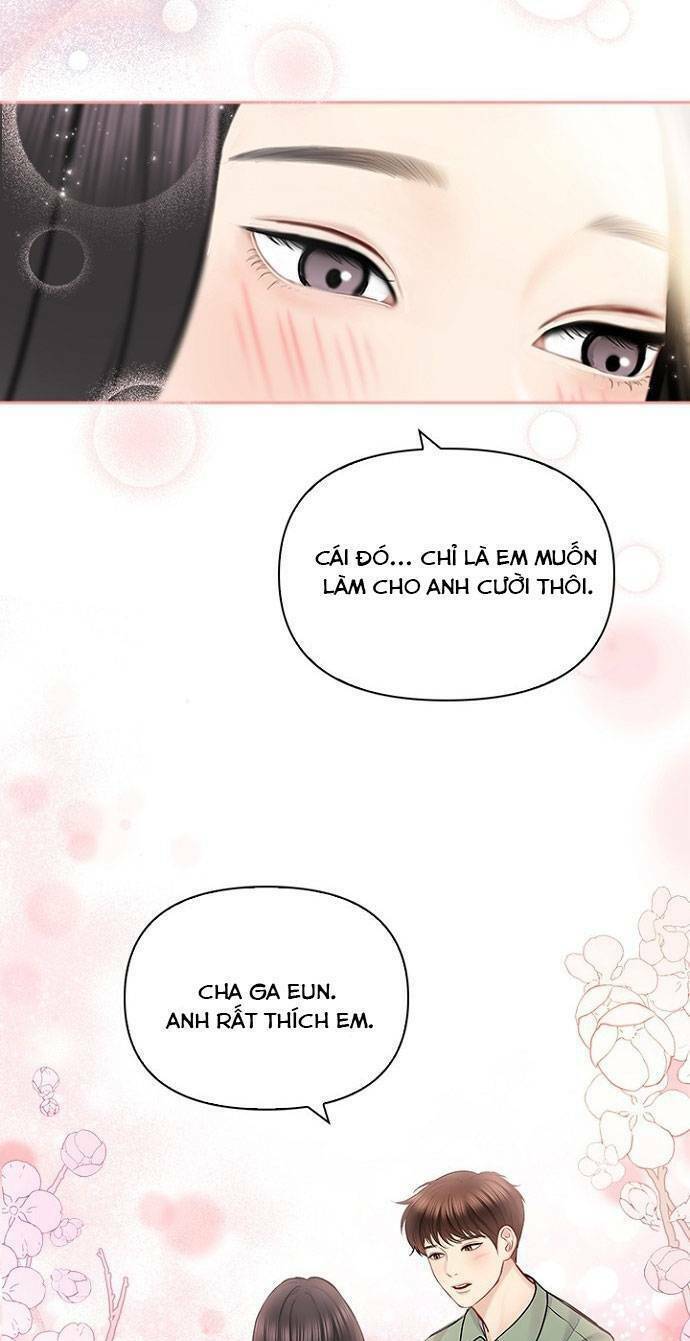 CÁI ĐÓ... CHỈ LÀ EM MUỐN
LÀM CHO ANH CƯỜI THÔI.
CHA GA EUN.
ANH RẤT THÍCH EM.